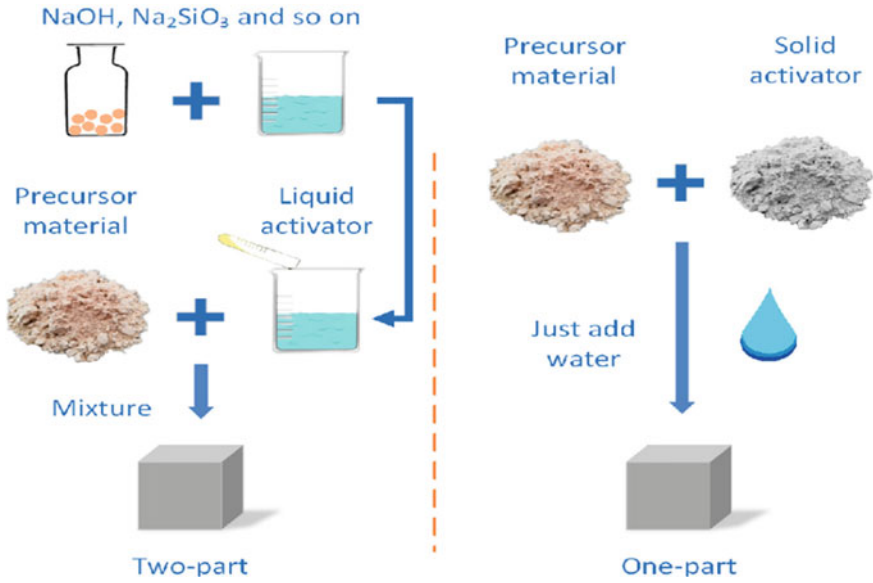 NaOH, Na₂SiO₃ and so on
Precursor
material
Liquid
activator
Mixture
Two-part
Precursor
material
Solid
activator
Just add
water
One-part